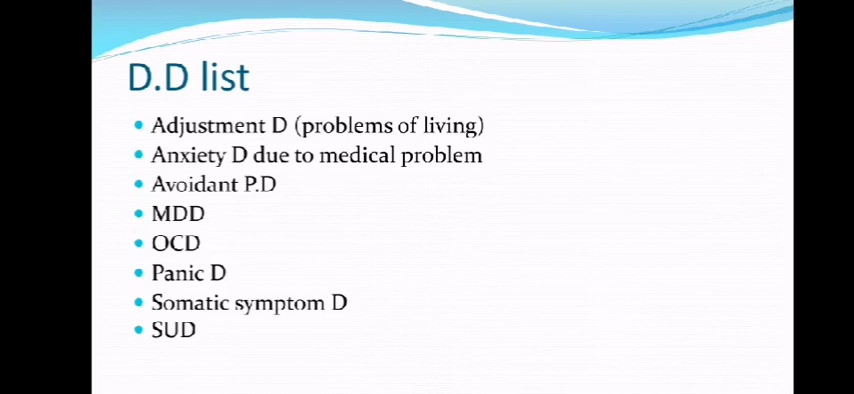 D.D list
• Adjustment D (problems of living)
• Anxiety D due to medical problem
• Avoidant P.D
• MDD
• OCD
• Panic D
• Somatic symptom D
• SUD